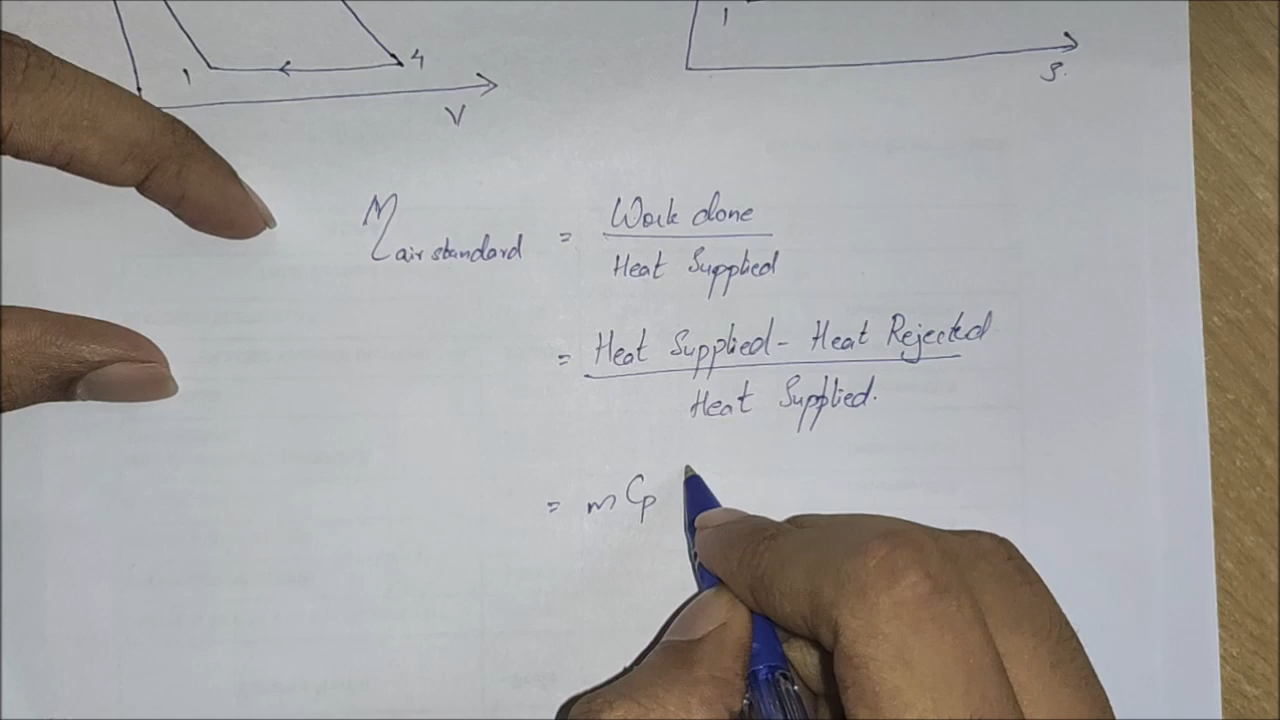 1
4
V
1
S.
η air standard = Work done / Heat Supplied
= Heat Supplied - Heat Rejected / Heat Supplied.
= m Cp